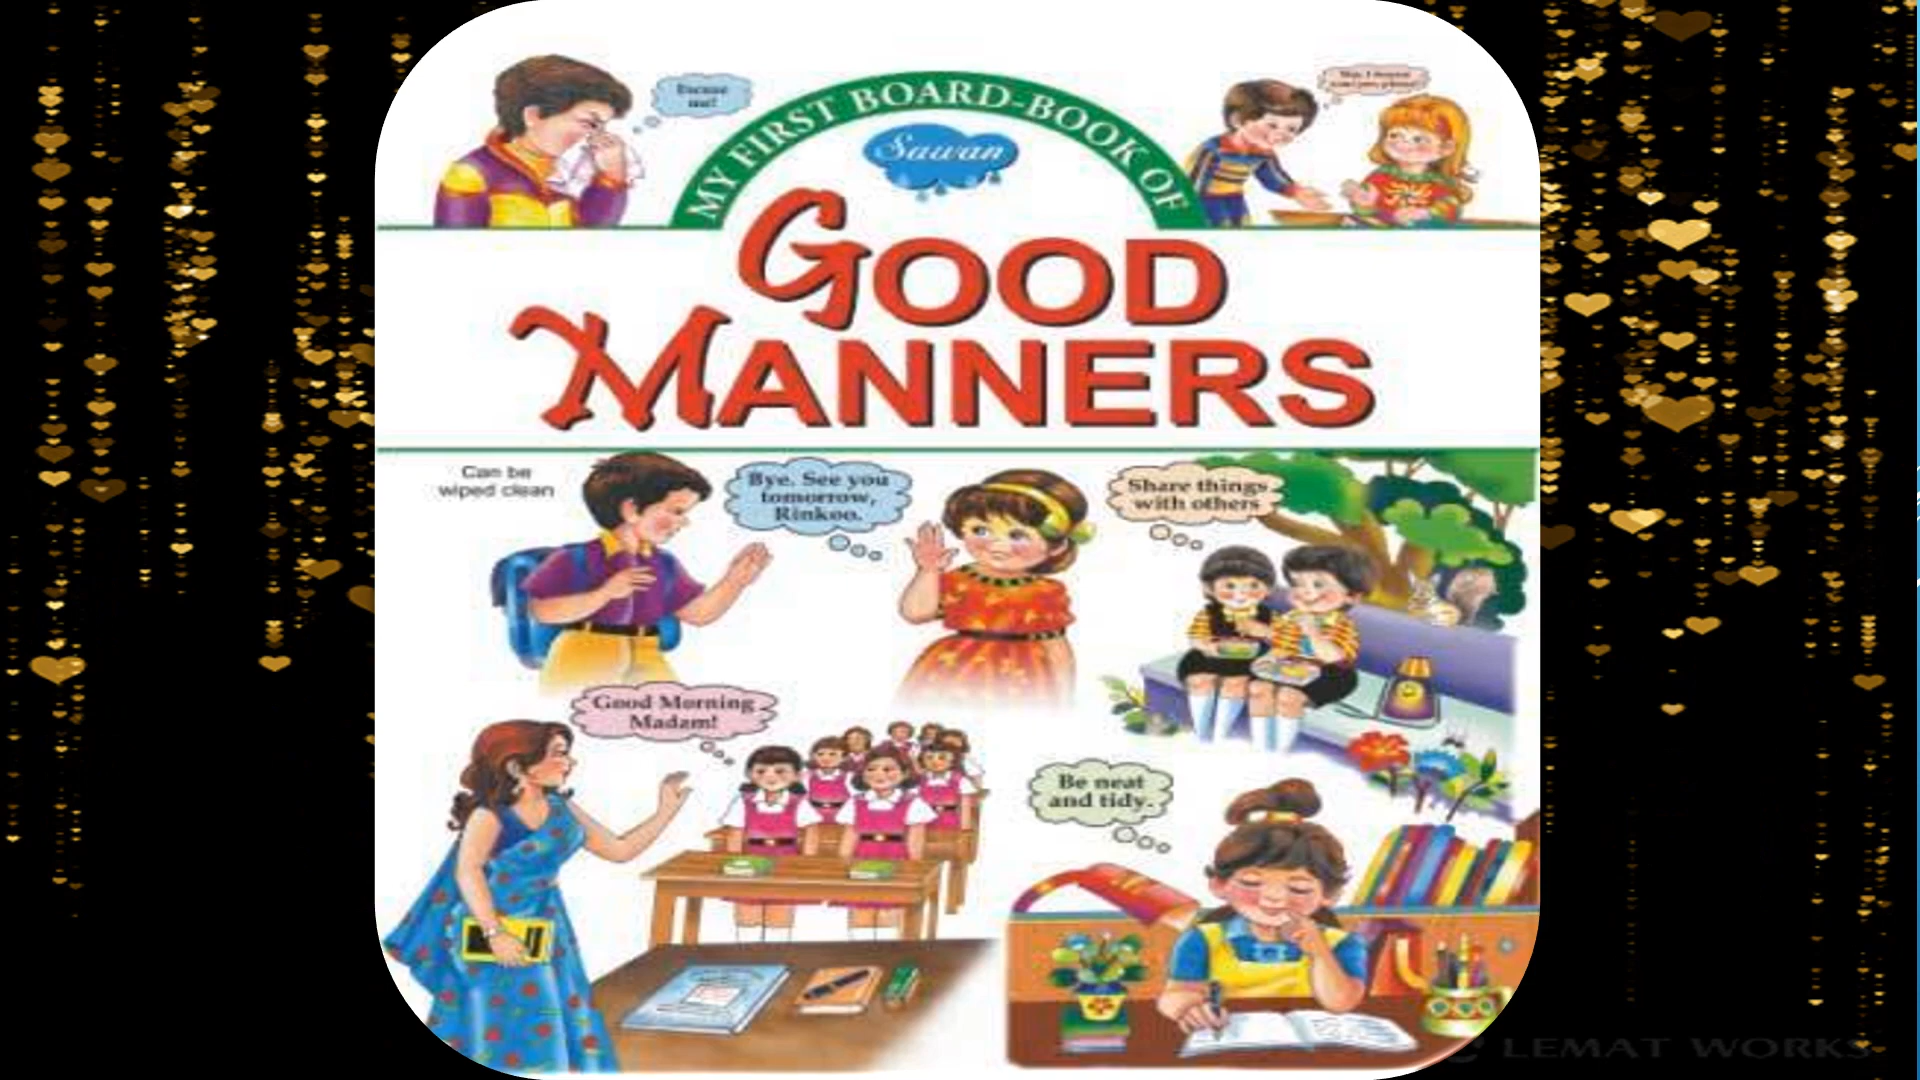 Excuse
me!
MY FIRST BOARD-BOOK OF
Sawan
GOOD
MANNERS
Can be
wiped clean
Bye. See you
tomorrow,
Rinkoo.
Share things
with others
Good Morning
Madam!
Be neat
and tidy.
LEMAT WORKS